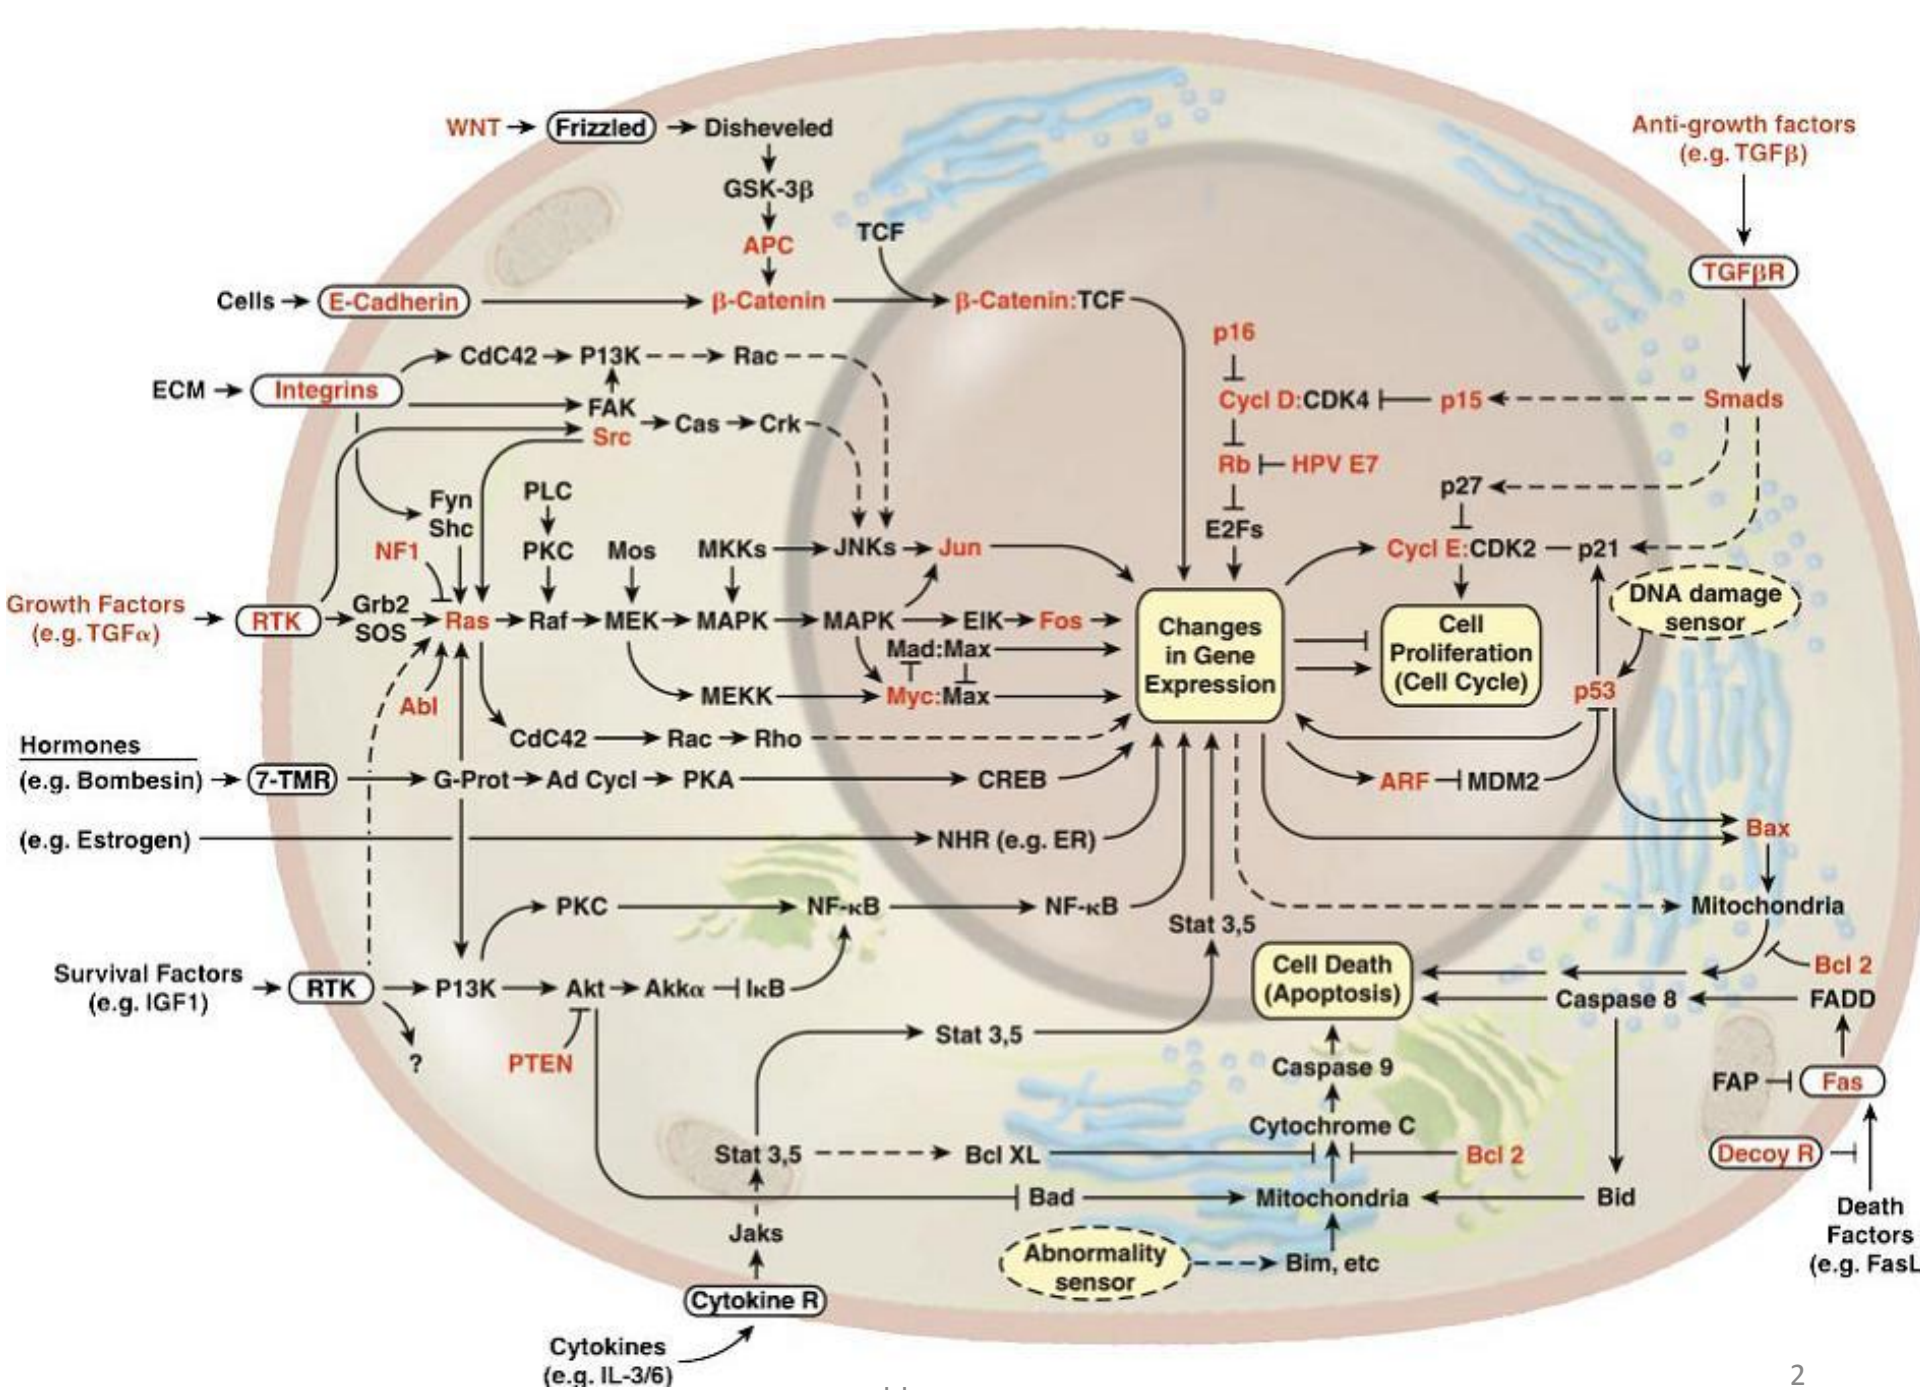 WNT Frizzled Disheveled
GSK-3β
APC
TCF
Cells E-Cadherin β-Catenin β-Catenin:TCF
Anti-growth factors
(e.g. TGFβ)
TGFβR
Smads
CdC42 P13K Rac
ECM Integrins
FAK
Src
Cas Crk
p16
Cycl D:CDK4 p15
Rb HPV E7
E2Fs
p27
Cycl E:CDK2 p21
Fyn
Shc
PLC
PKC
NF1
Mos
MKKs JNKs Jun
Growth Factors
(e.g. TGFα)
RTK
Grb2
SOS
Ras Raf MEK MAPK MAPK ElK Fos
Mad:Max
MEKK Myc:Max
Abl
CdC42 Rac Rho
Changes
in Gene
Expression
Cell
Proliferation
(Cell Cycle)
DNA damage
sensor
p53
ARF MDM2
Bax
Mitochondria
Bcl 2
Hormones
(e.g. Bombesin) 7-TMR G-Prot Ad Cycl PKA CREB
(e.g. Estrogen) NHR (e.g. ER)
PKC NF-κB NF-κB
Stat 3,5
Survival Factors
(e.g. IGF1)
RTK P13K Akt Akkα IκB
?
PTEN
Stat 3,5
Cell Death
(Apoptosis)
Caspase 8 FADD
Caspase 9
FAP Fas
Cytochrome C
Stat 3,5 Bcl XL Bcl 2
Decoy R
Bad Mitochondria Bid
Death
Factors
(e.g. FasL
Jaks
Abnormality
sensor
Bim, etc
Cytokine R
Cytokines
(e.g. IL-3/6)
2